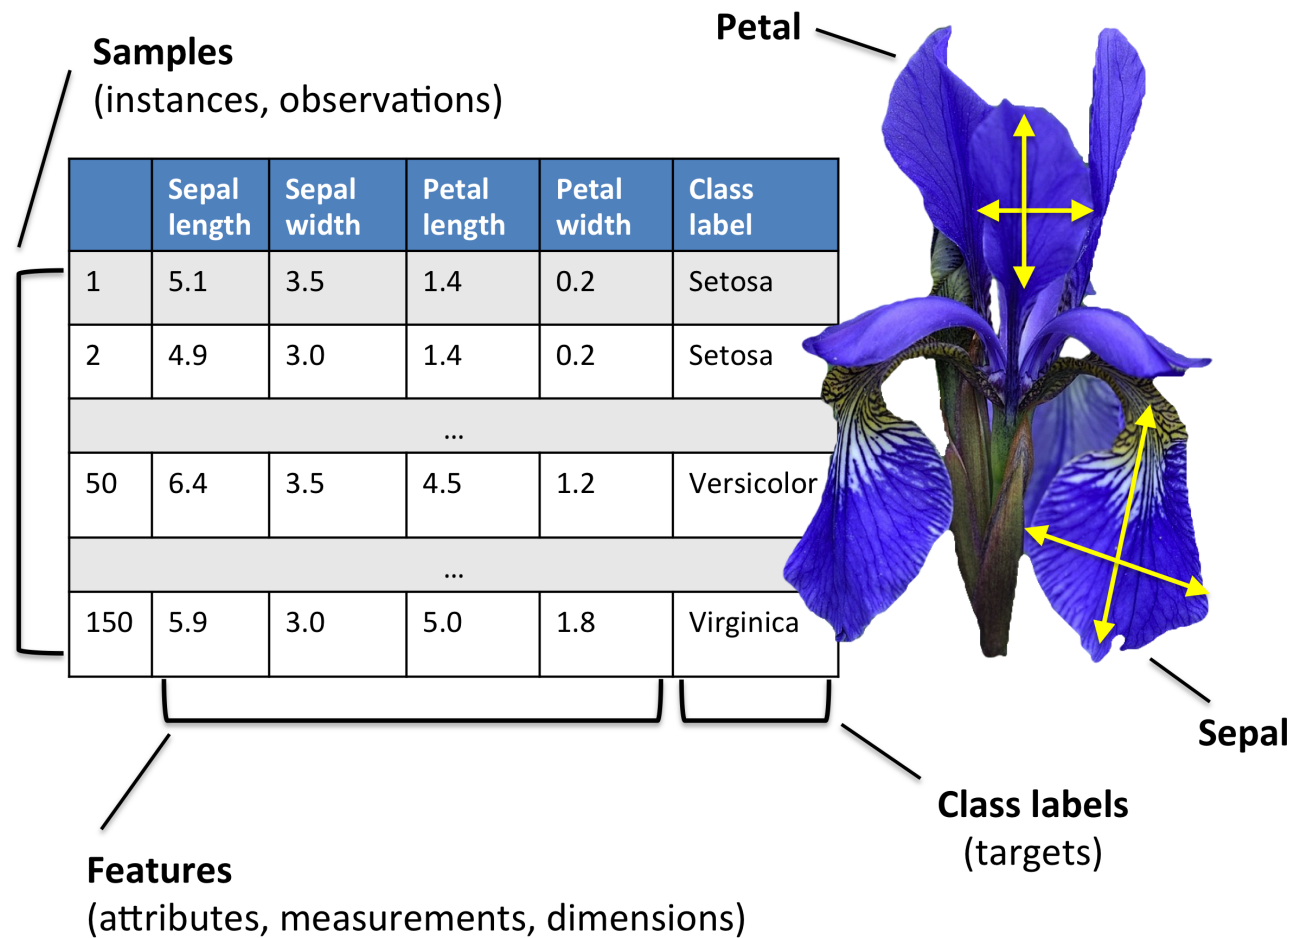 Petal
Samples
(instances, observations)
Sepal length Sepal width Petal length Petal width Class label
1 5.1 3.5 1.4 0.2 Setosa
2 4.9 3.0 1.4 0.2 Setosa
...
50 6.4 3.5 4.5 1.2 Versicolor
...
150 5.9 3.0 5.0 1.8 Virginica
Sepal
Class labels
(targets)
Features
(attributes, measurements, dimensions)